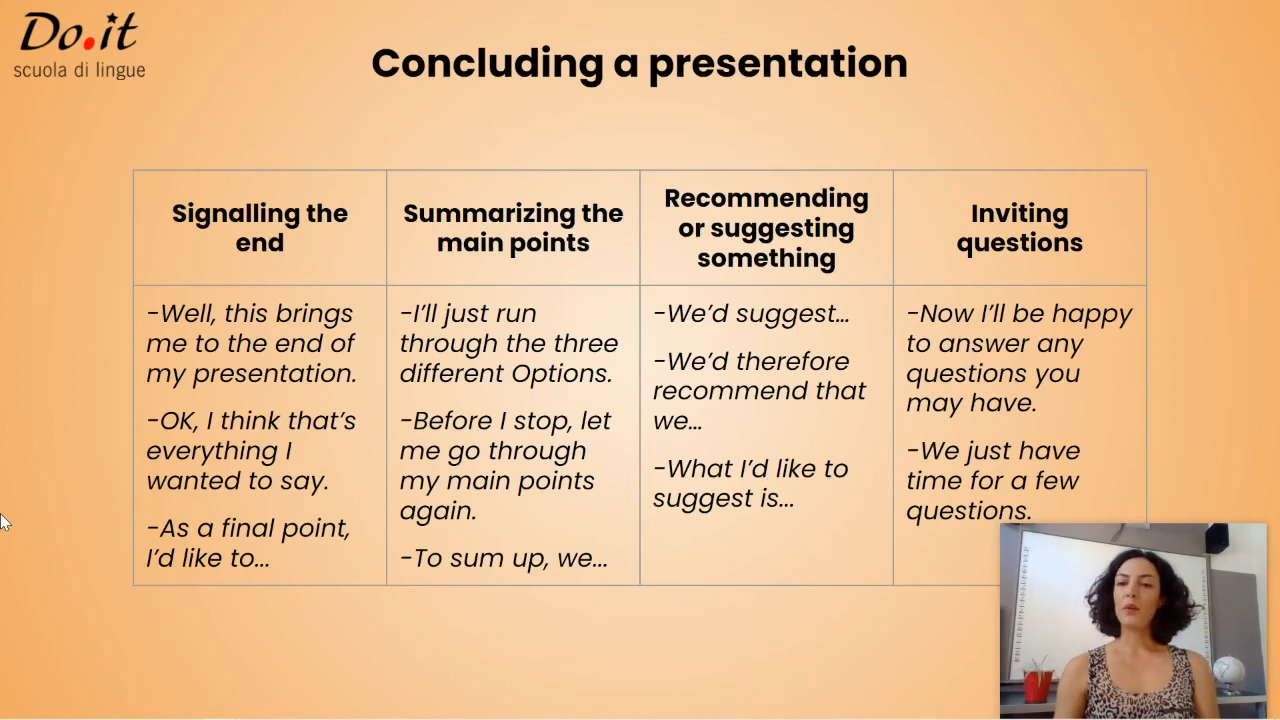 Do.it
scuola di lingue
Concluding a presentation
Signalling the
end
Summarizing the
main points
Recommending
or suggesting
something
Inviting
questions
-Well, this brings
me to the end of
my presentation.
-OK, I think that's
everything I
wanted to say.
-As a final point,
I'd like to...
-I'll just run
through the three
different Options.
-Before I stop, let
me go through
my main points
again.
-To sum up, we...
-We'd suggest...
-We'd therefore
recommend that
we...
-What I'd like to
suggest is...
-Now I'll be happy
to answer any
questions you
may have.
-We just have
time for a few
questions.